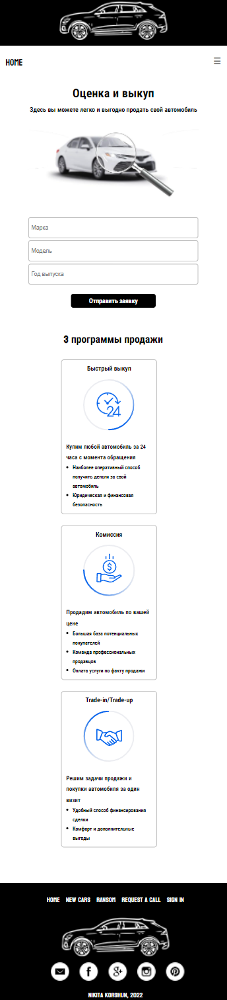 HOME
Оценка и выкуп
Здесь вы можете легко и выгодно продать свой автомобиль
Марка
Модель
Год выпуска
Отправить заявку
3 программы продажи
Быстрый выкуп
24
Купим любой автомобиль за 24
часа с момента обращения
Наиболее оперативный способ
получить деньги за свой
автомобиль
Юридическая и финансовая
безопасность
Комиссия
$
Продадим автомобиль по вашей
цене
Большая база потенциальных
покупателей
Команда профессиональных
продавцов
Оплата услуги по факту продажи
Trade-in/Trade-up
Решим задачи продажи и
покупки автомобиля за один
визит
Удобный способ финансирования
сделки
Комфорт и дополнительные
выгоды
HOME NEW CARS RANSOM REQUEST A CALL SIGN IN
f g+
NIKITA KORSHUN, 2022